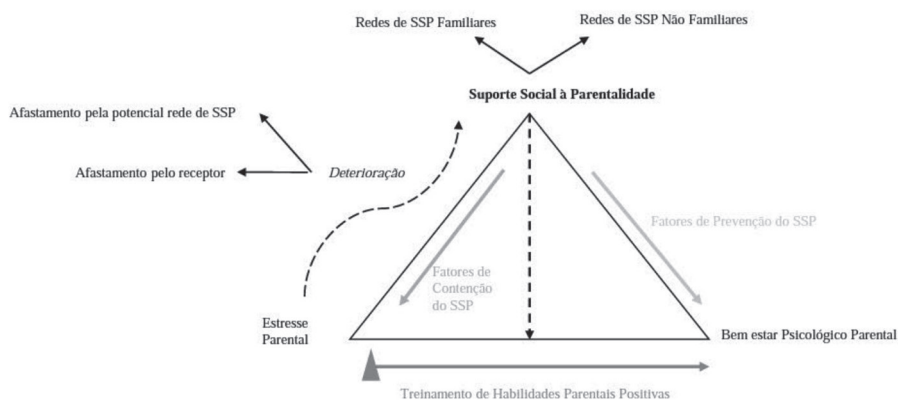 Redes de SSP Familiares
Redes de SSP Não Familiares
Suporte Social à Parentalidade
Afastamento pela potencial rede de SSP
Afastamento pelo receptor
Deterioração
Fatores de Prevenção do SSP
Fatores de
Contenção
do SSP
Estresse
Parental
Bem estar Psicológico Parental
Treinamento de Habilidades Parentais Positivas